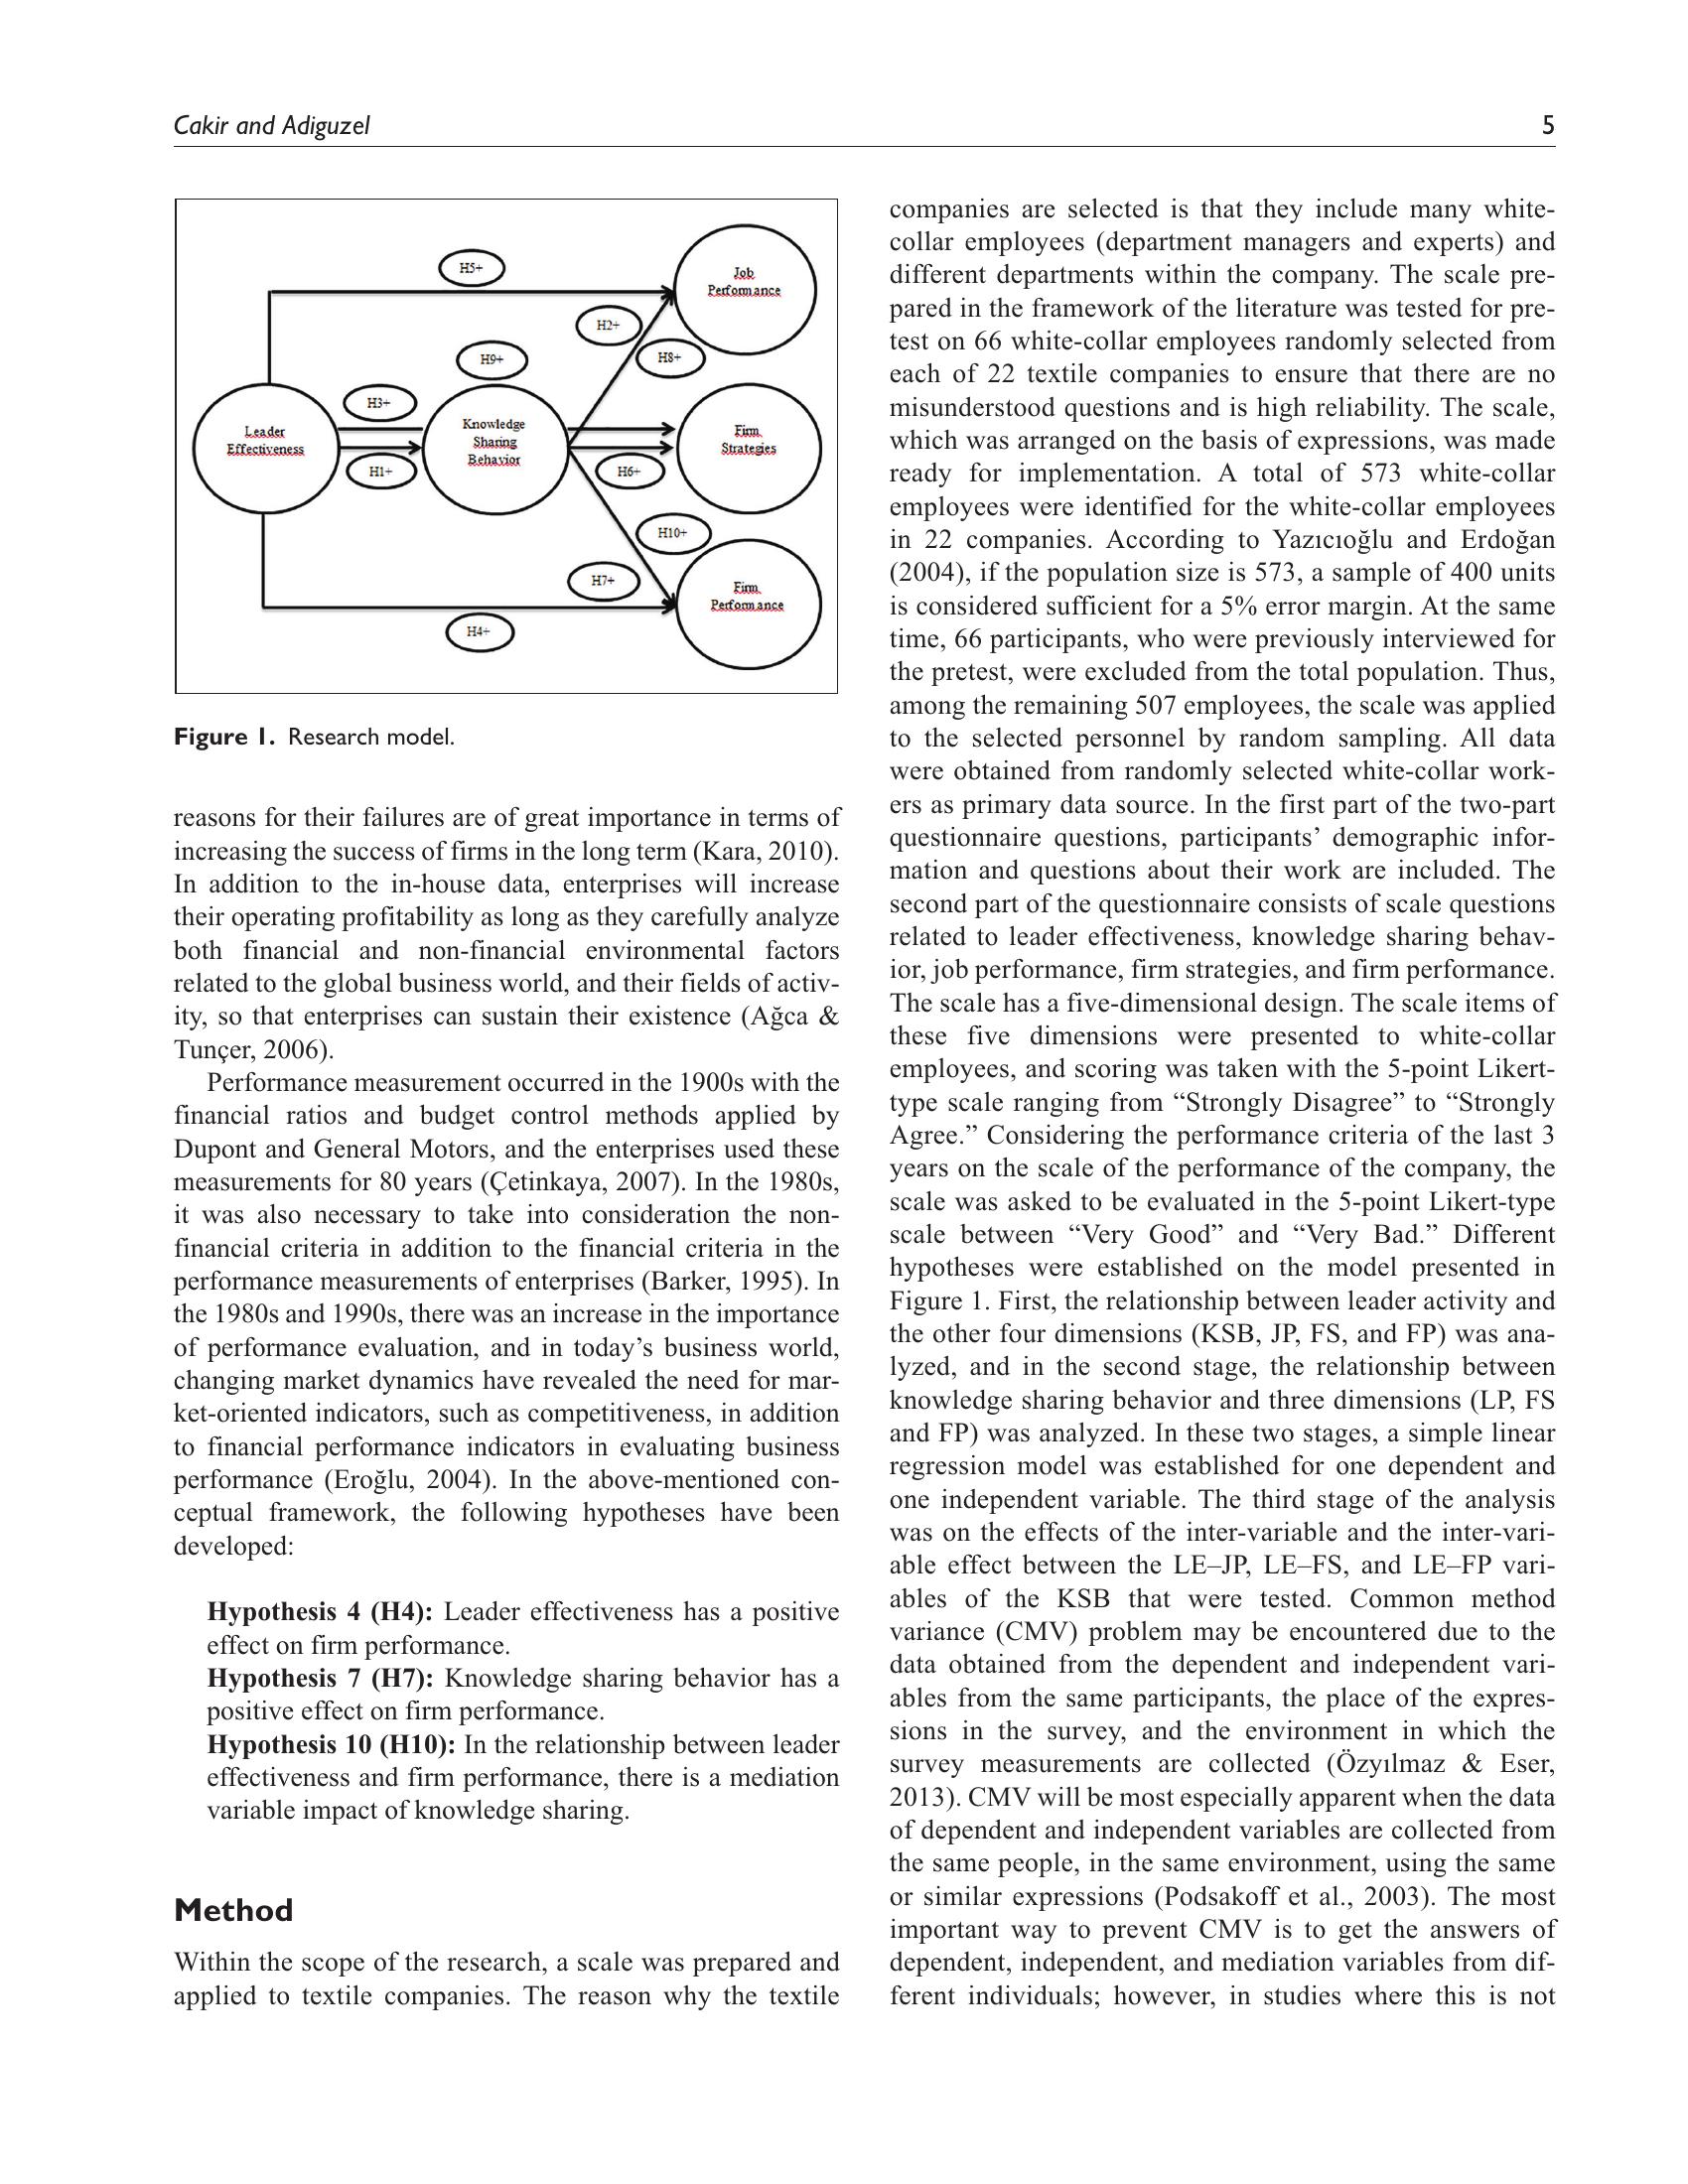 Cakir and Adiguzel
5
H5+
Job
Performance
H2+
H8+
H9+
H3+
Leader
Effectiveness
Knowledge
Sharing
Behavior
Firm
Strategies
H1+
H6+
H10+
H7+
Firm
Performance
H4+
Figure 1. Research model.
reasons for their failures are of great importance in terms of
increasing the success of firms in the long term (Kara, 2010).
In addition to the in-house data, enterprises will increase
their operating profitability as long as they carefully analyze
both financial and non-financial environmental factors
related to the global business world, and their fields of activ-
ity, so that enterprises can sustain their existence (Ağca &
Tunçer, 2006).
Performance measurement occurred in the 1900s with the
financial ratios and budget control methods applied by
Dupont and General Motors, and the enterprises used these
measurements for 80 years (Çetinkaya, 2007). In the 1980s,
it was also necessary to take into consideration the non-
financial criteria in addition to the financial criteria in the
performance measurements of enterprises (Barker, 1995). In
the 1980s and 1990s, there was an increase in the importance
of performance evaluation, and in today’s business world,
changing market dynamics have revealed the need for mar-
ket-oriented indicators, such as competitiveness, in addition
to financial performance indicators in evaluating business
performance (Eroğlu, 2004). In the above-mentioned con-
ceptual framework, the following hypotheses have been
developed:
Hypothesis 4 (H4): Leader effectiveness has a positive
effect on firm performance.
Hypothesis 7 (H7): Knowledge sharing behavior has a
positive effect on firm performance.
Hypothesis 10 (H10): In the relationship between leader
effectiveness and firm performance, there is a mediation
variable impact of knowledge sharing.
Method
Within the scope of the research, a scale was prepared and
applied to textile companies. The reason why the textile
companies are selected is that they include many white-
collar employees (department managers and experts) and
different departments within the company. The scale pre-
pared in the framework of the literature was tested for pre-
test on 66 white-collar employees randomly selected from
each of 22 textile companies to ensure that there are no
misunderstood questions and is high reliability. The scale,
which was arranged on the basis of expressions, was made
ready for implementation. A total of 573 white-collar
employees were identified for the white-collar employees
in 22 companies. According to Yazıcıoğlu and Erdoğan
(2004), if the population size is 573, a sample of 400 units
is considered sufficient for a 5% error margin. At the same
time, 66 participants, who were previously interviewed for
the pretest, were excluded from the total population. Thus,
among the remaining 507 employees, the scale was applied
to the selected personnel by random sampling. All data
were obtained from randomly selected white-collar work-
ers as primary data source. In the first part of the two-part
questionnaire questions, participants’ demographic infor-
mation and questions about their work are included. The
second part of the questionnaire consists of scale questions
related to leader effectiveness, knowledge sharing behav-
ior, job performance, firm strategies, and firm performance.
The scale has a five-dimensional design. The scale items of
these five dimensions were presented to white-collar
employees, and scoring was taken with the 5-point Likert-
type scale ranging from “Strongly Disagree” to “Strongly
Agree.” Considering the performance criteria of the last 3
years on the scale of the performance of the company, the
scale was asked to be evaluated in the 5-point Likert-type
scale between “Very Good” and “Very Bad.” Different
hypotheses were established on the model presented in
Figure 1. First, the relationship between leader activity and
the other four dimensions (KSB, JP, FS, and FP) was ana-
lyzed, and in the second stage, the relationship between
knowledge sharing behavior and three dimensions (LP, FS
and FP) was analyzed. In these two stages, a simple linear
regression model was established for one dependent and
one independent variable. The third stage of the analysis
was on the effects of the inter-variable and the inter-vari-
able effect between the LE–JP, LE–FS, and LE–FP vari-
ables of the KSB that were tested. Common method
variance (CMV) problem may be encountered due to the
data obtained from the dependent and independent vari-
ables from the same participants, the place of the expres-
sions in the survey, and the environment in which the
survey measurements are collected (Özyılmaz & Eser,
2013). CMV will be most especially apparent when the data
of dependent and independent variables are collected from
the same people, in the same environment, using the same
or similar expressions (Podsakoff et al., 2003). The most
important way to prevent CMV is to get the answers of
dependent, independent, and mediation variables from dif-
ferent individuals; however, in studies where this is not